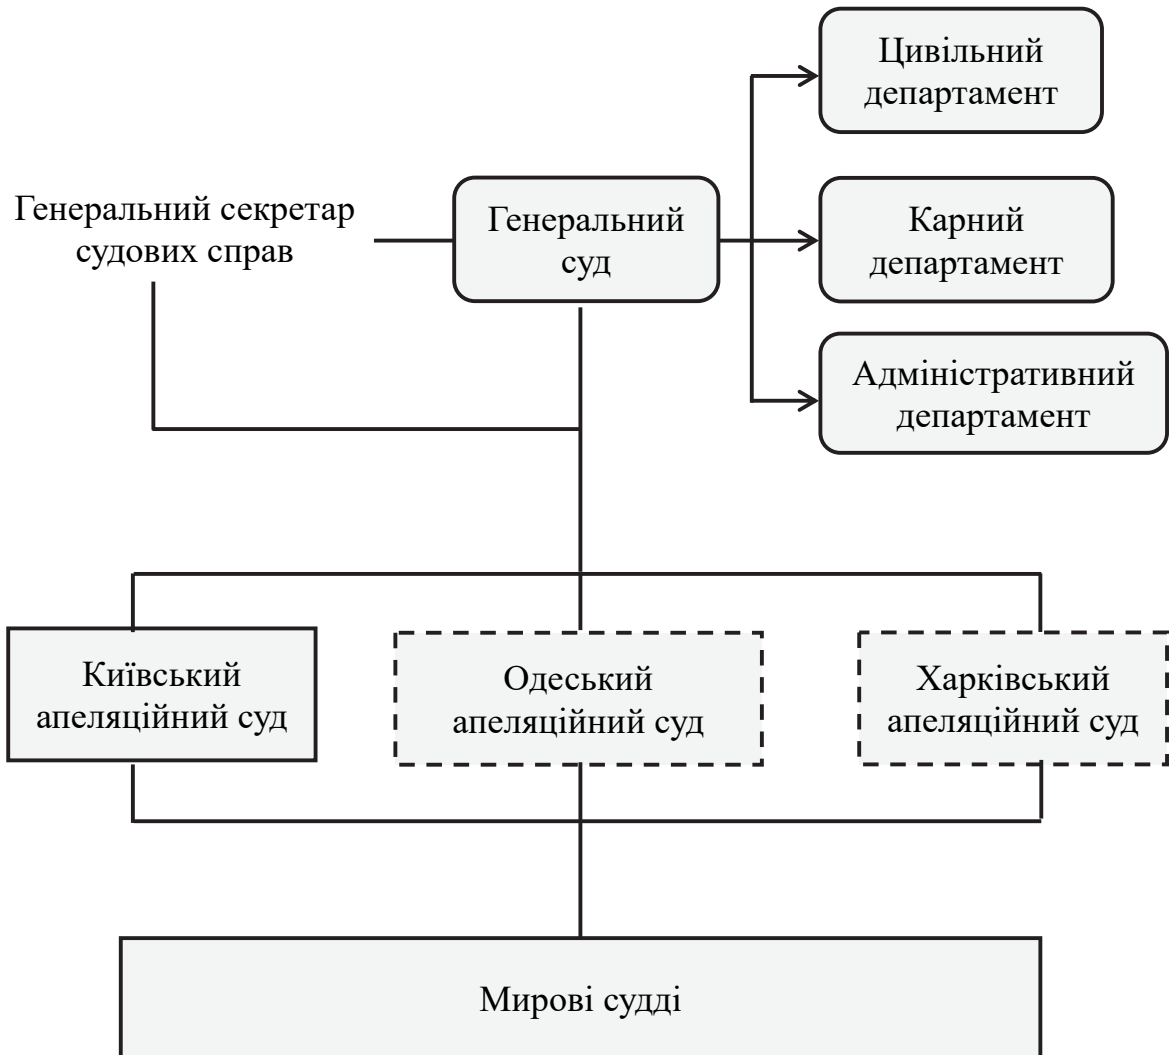 Цивільний
департамент
Генеральний секретар
судових справ
Генеральний
суд
Карний
департамент
Адміністративний
департамент
Київський
апеляційний суд
Одеський
апеляційний суд
Харківський
апеляційний суд
Мирові судді